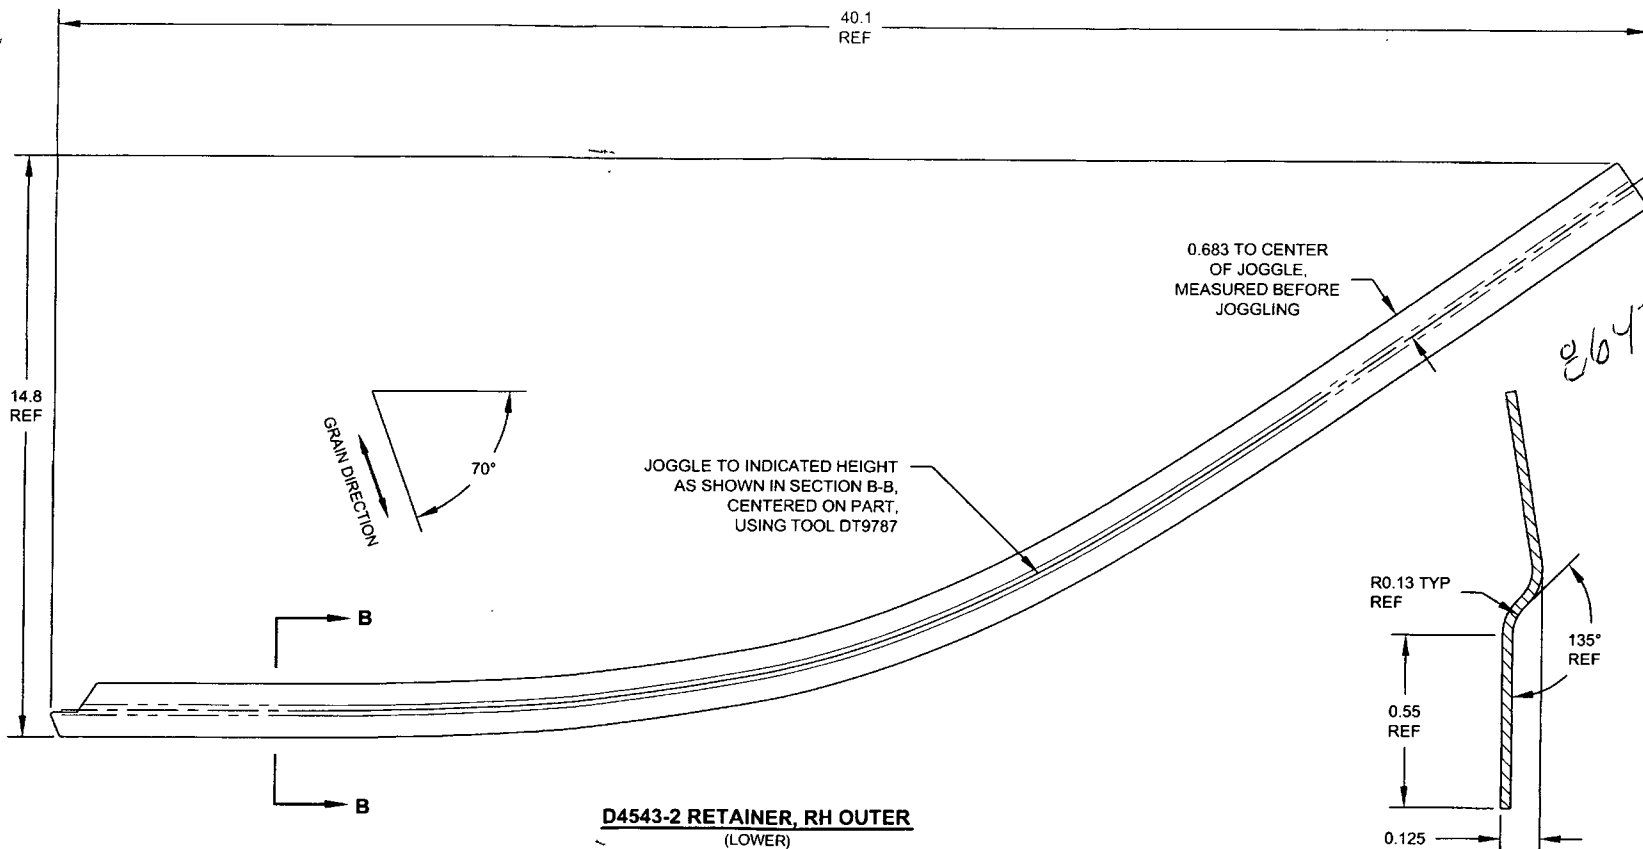 40.1
REF
0.683 TO CENTER
OF JOGGLE,
MEASURED BEFORE
JOGGLING
14.8
REF
GRAIN DIRECTION
70°
JOGGLE TO INDICATED HEIGHT
AS SHOWN IN SECTION B-B,
CENTERED ON PART,
USING TOOL DT9787
R0.13 TYP
REF
135°
REF
0.55
REF
B
B
0.125
D4543-2 RETAINER, RH OUTER
(LOWER)